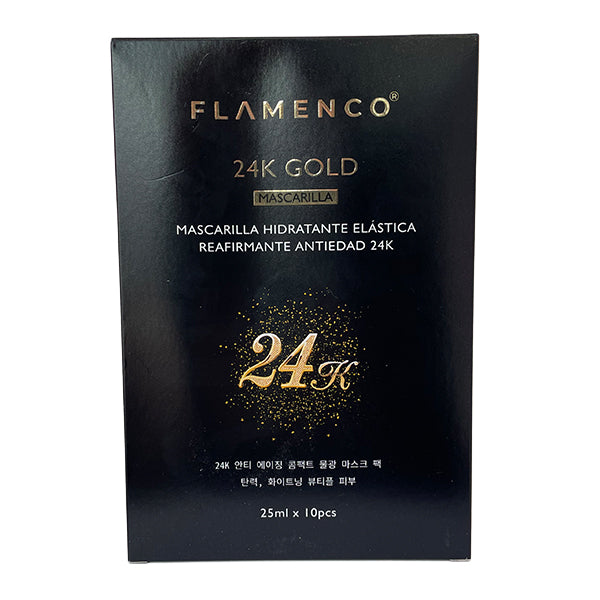 FLAMENCO®
24K GOLD
MASCARILLA
MASCARILLA HIDRATANTE ELÁSTICA
REAFIRMANTE ANTIEDAD 24K
24K
24K 안티 에이징 콤팩트 물광 마스크 팩
탄력, 화이트닝 뷰티풀 피부
25ml x 10pcs